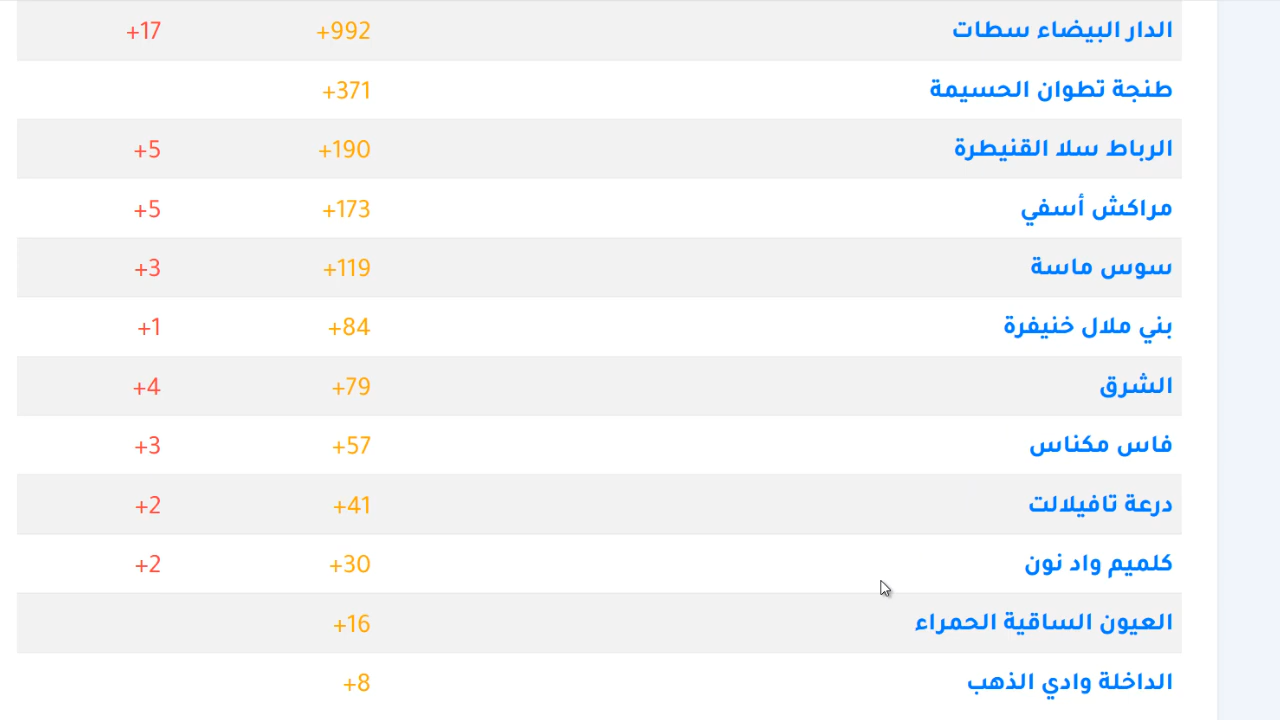 الدار البيضاء سطات +992 +17
طنجة تطوان الحسيمة +371
الرباط سلا القنيطرة +190 +5
مراكش أسفي +173 +5
سوس ماسة +119 +3
بني ملال خنيفرة +84 +1
الشرق +79 +4
فاس مكناس +57 +3
درعة تافيلالت +41 +2
كلميم واد نون +30 +2
العيون الساقية الحمراء +16
الداخلة وادي الذهب +8